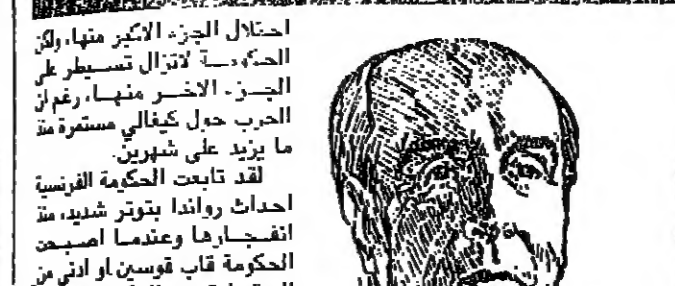 احتلال الجزء الاكبر منها، ولكن
الحكومة لاتزال تسيطر على
الجزء الاخر منها، رغم ان
الحرب حول كيغالي مستمرة منذ
ما يزيد على شهرين.
لقد تابعت الحكومة الفرنسية
احداث رواندا بتوتر شديد، منذ
انفجارها وعندما اصبحت
الحكومة قاب قوسين او ادنى من